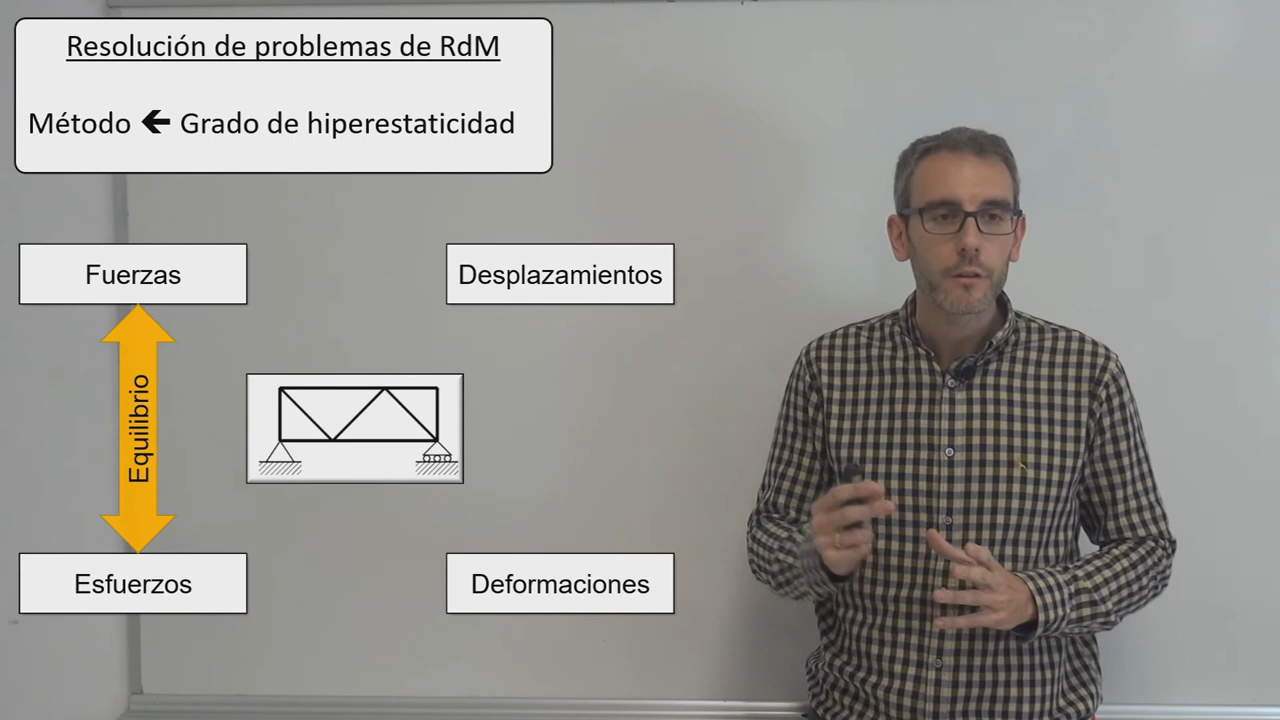 Resolución de problemas de RdM
Método 🡸 Grado de hiperestaticidad
Fuerzas
Desplazamientos
Equilibrio
Esfuerzos
Deformaciones